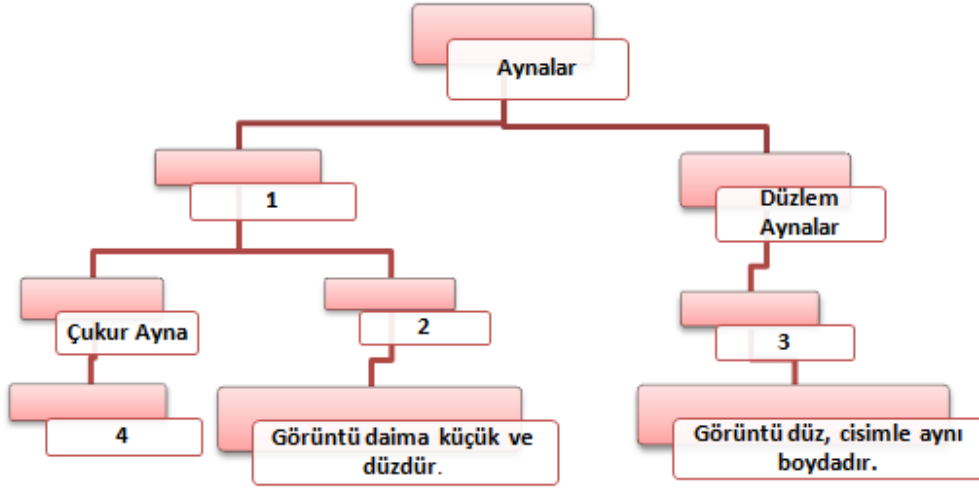 Aynalar
1
Düzlem
Aynalar
Çukur Ayna
2
3
4
Görüntü daima küçük ve
düzdür.
Görüntü düz, cisimle aynı
boydadır.